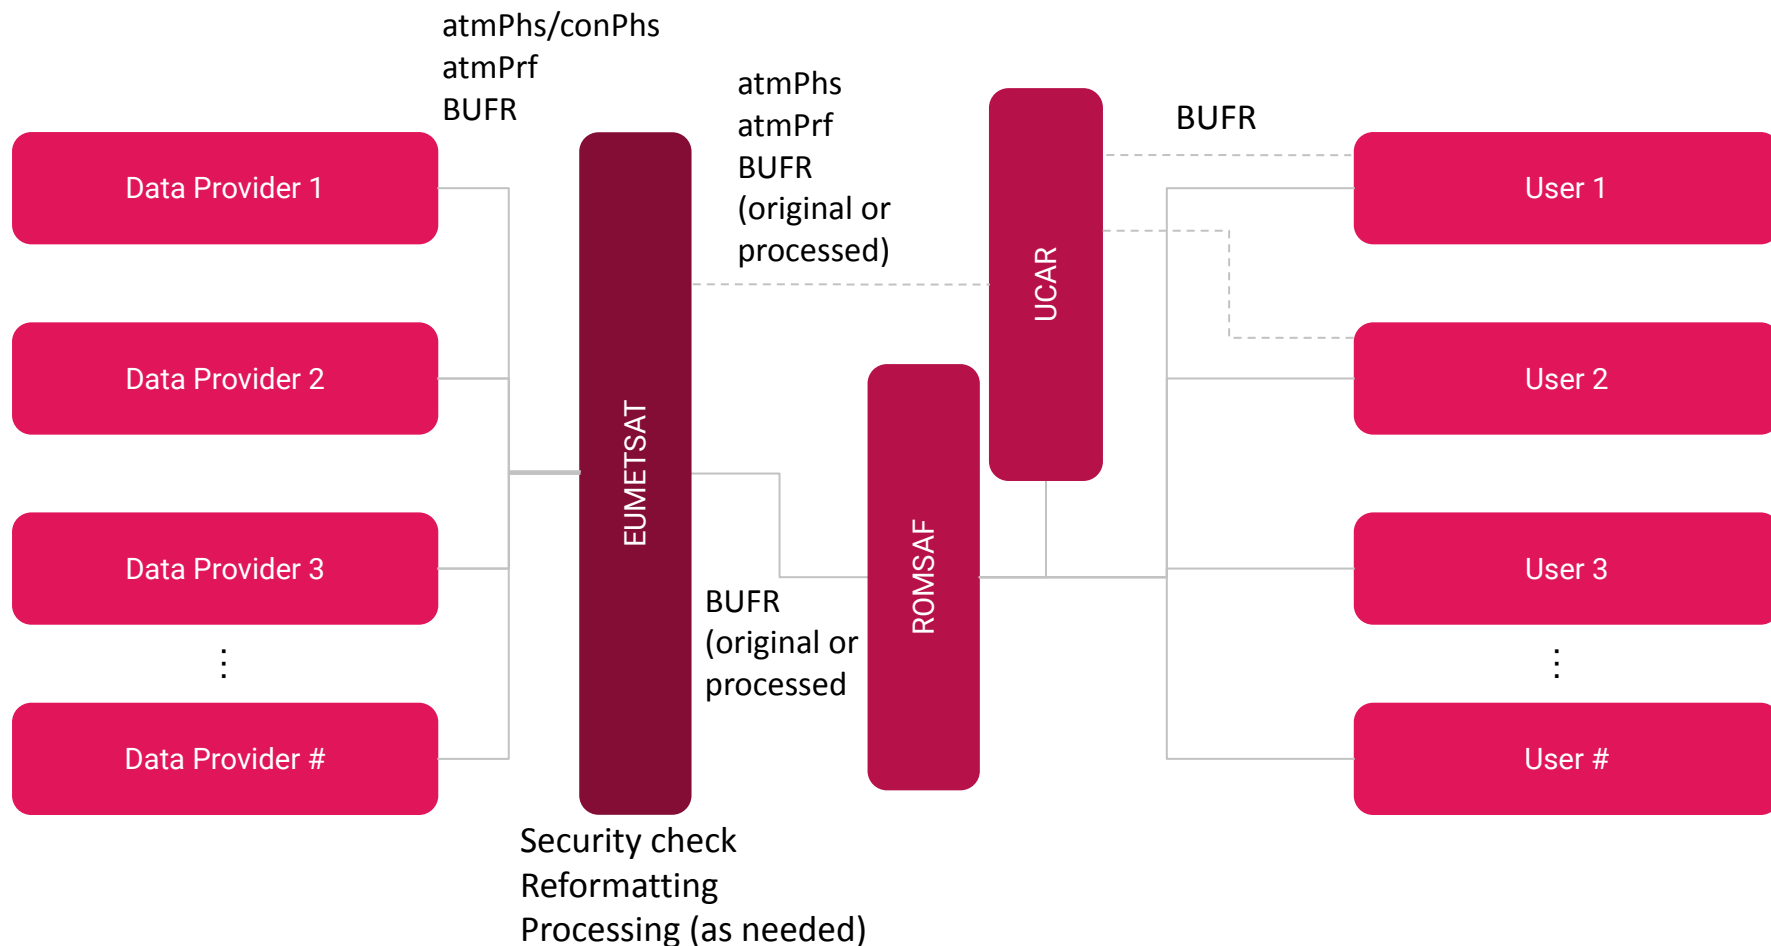 atmPhs/conPhs
atmPrf
BUFR
atmPhs
atmPrf
BUFR
(original or
processed)
BUFR
Data Provider 1
Data Provider 2
Data Provider 3
⋮
Data Provider #
EUMETSAT
Security check
Reformatting
Processing (as needed)
BUFR
(original or
processed
ROMSAF
UCAR
User 1
User 2
User 3
⋮
User #